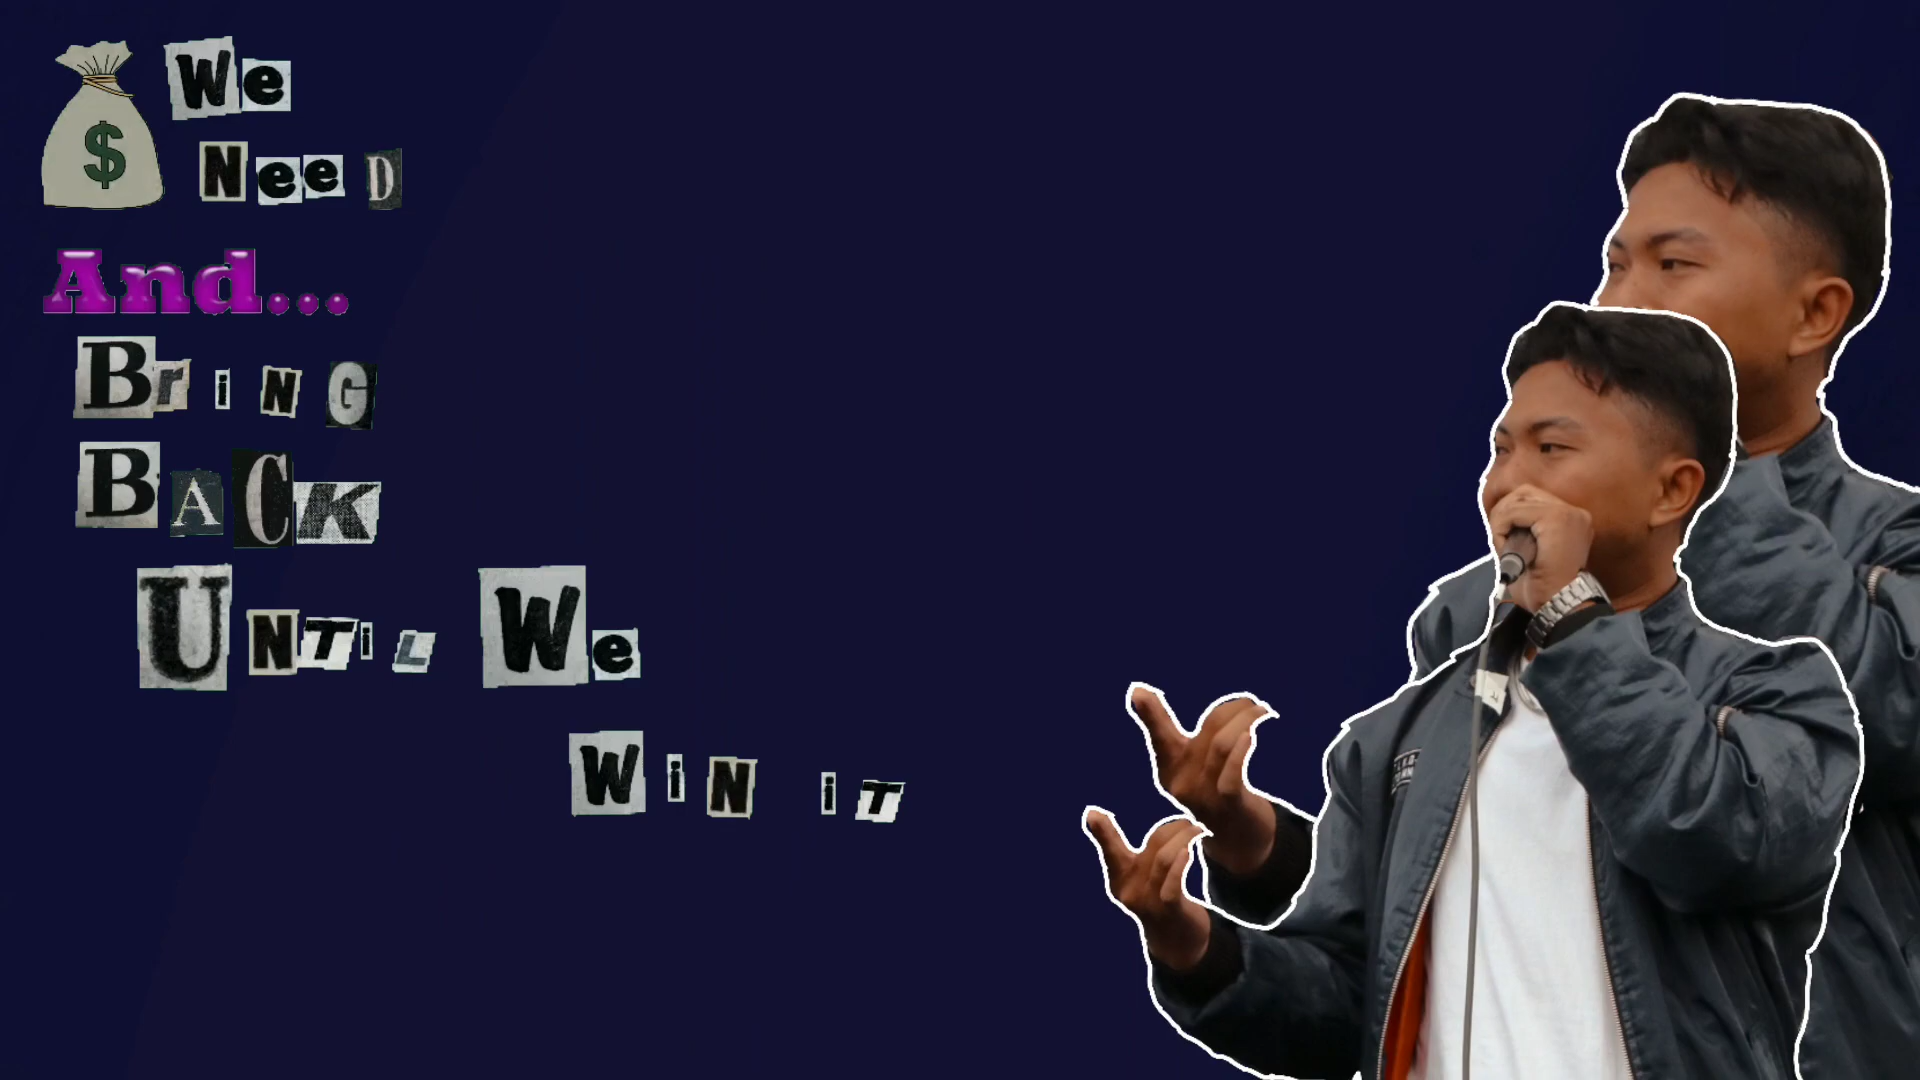 $
We
NeeD
And...
BriNG
BACK
UNTiL We
WiN iT